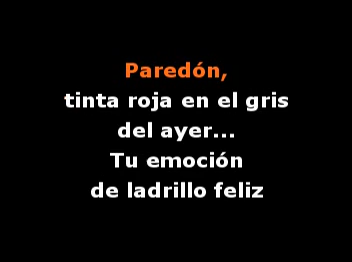 Paredón,
tinta roja en el gris
del ayer...
Tu emoción
de ladrillo feliz